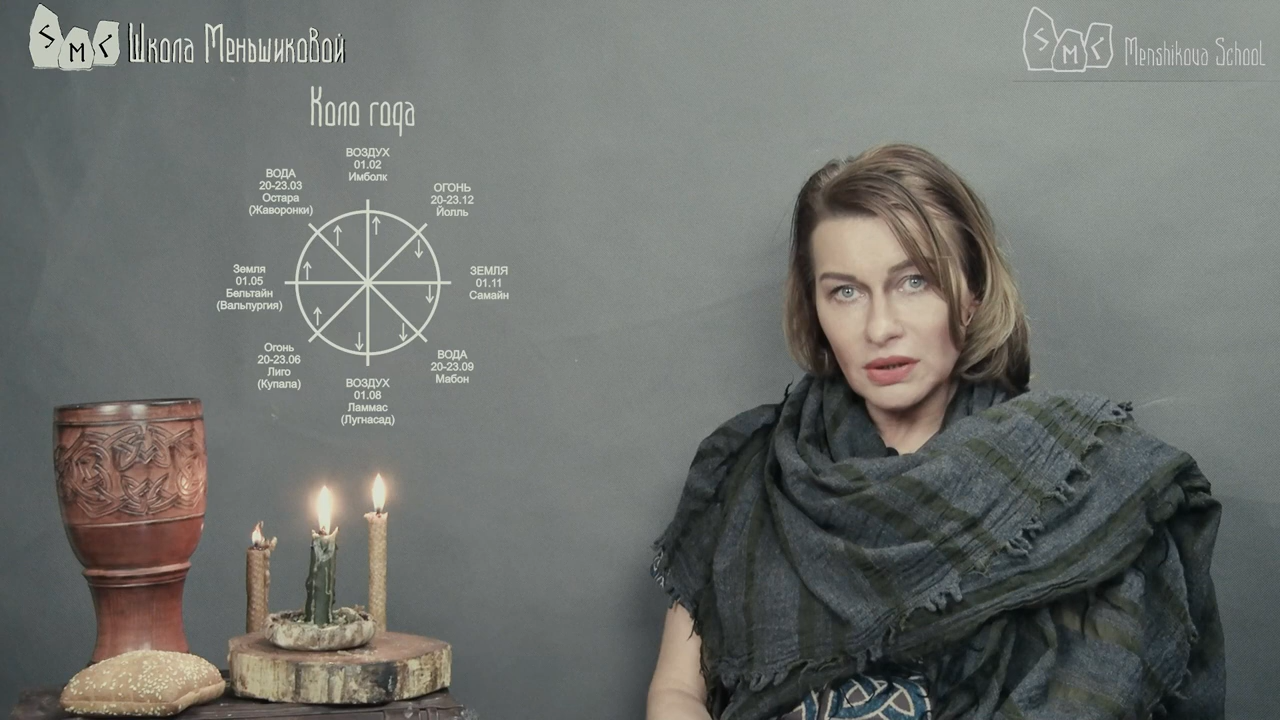 SMC Школа Меньшиковой
SMC Menshikova School
Коло года
ВОЗДУХ
01.02
Имболк
ОГОНЬ
20-23.12
Йолль
ЗЕМЛЯ
01.11
Самайн
ВОДА
20-23.09
Мабон
ВОЗДУХ
01.08
Ламмас
(Лугнасад)
Огонь
20-23.06
Лиго
(Купала)
Земля
01.05
Бельтайн
(Вальпургия)
ВОДА
20-23.03
Остара
(Жаворонки)